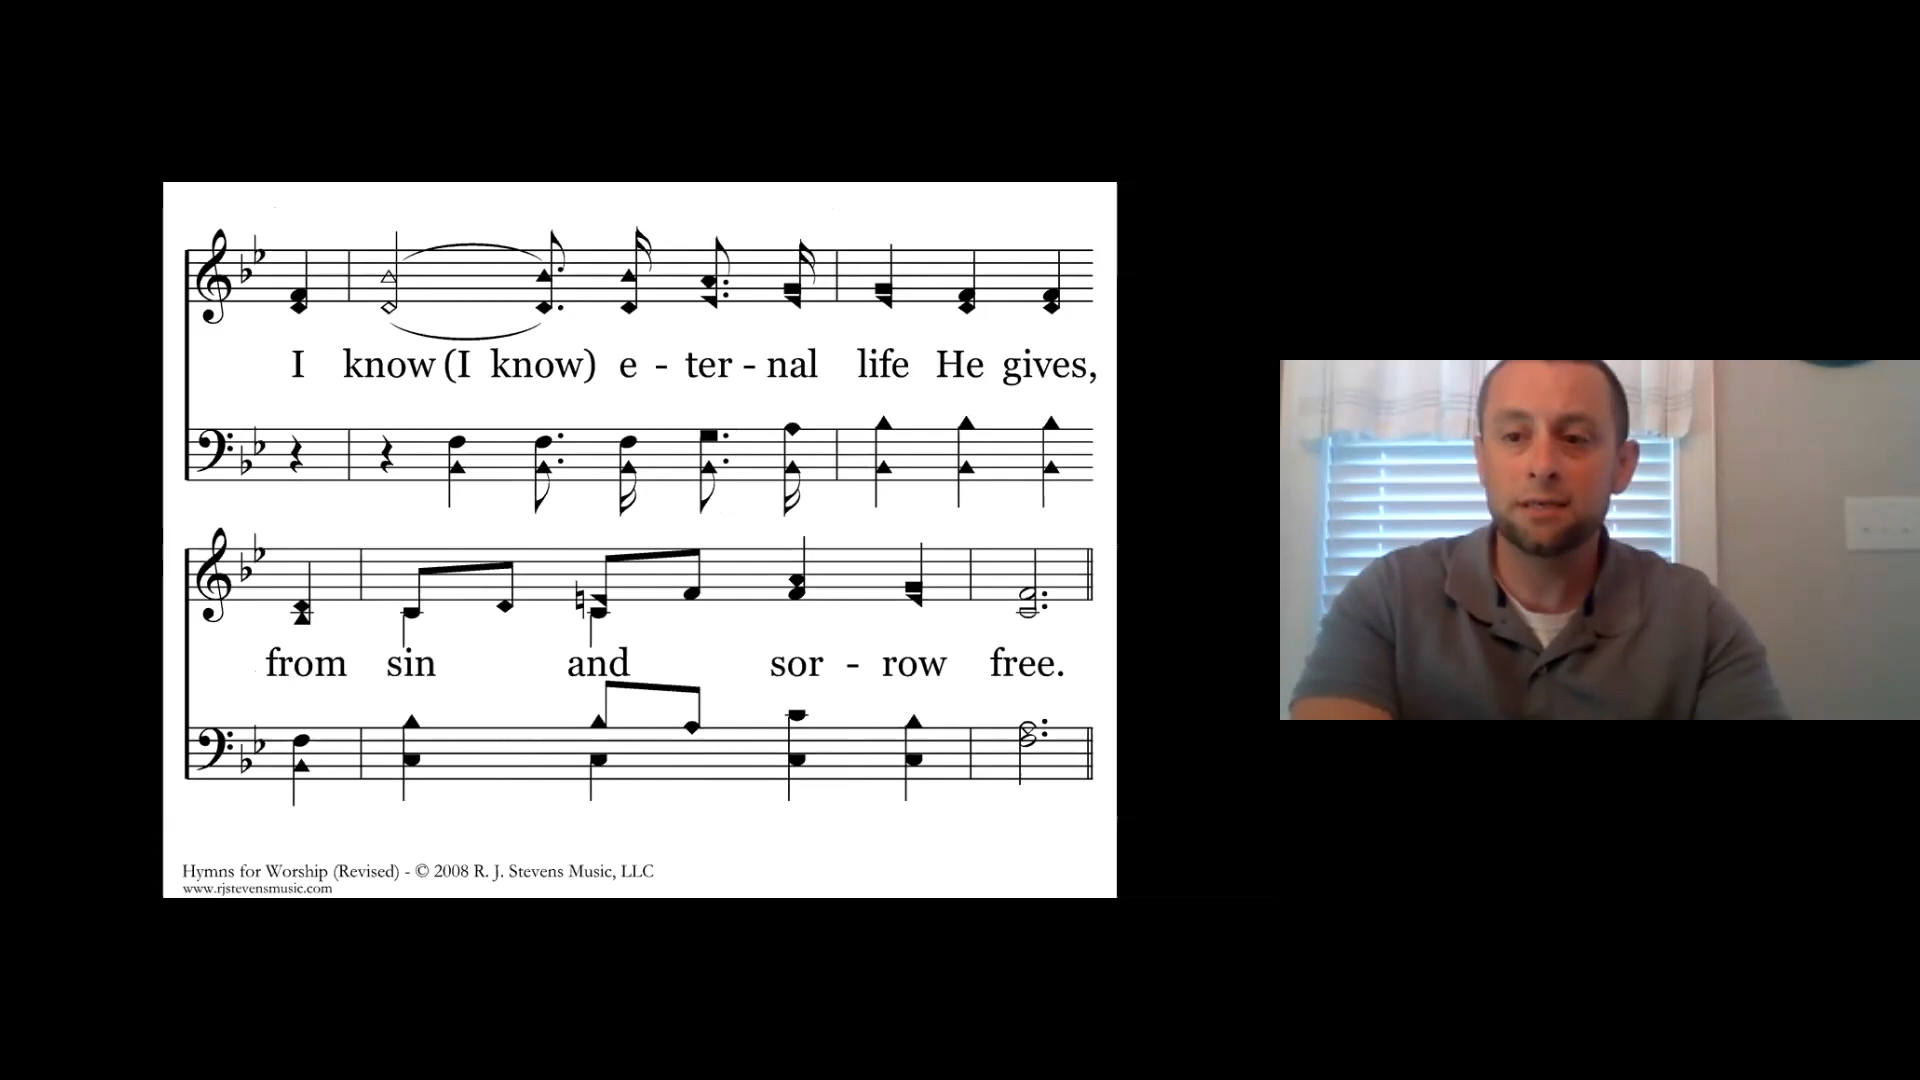 I know (I know) e - ter - nal life He gives,
from sin and sor - row free.
Hymns for Worship (Revised) - © 2008 R. J. Stevens Music, LLC
www.rjstevensmusic.com